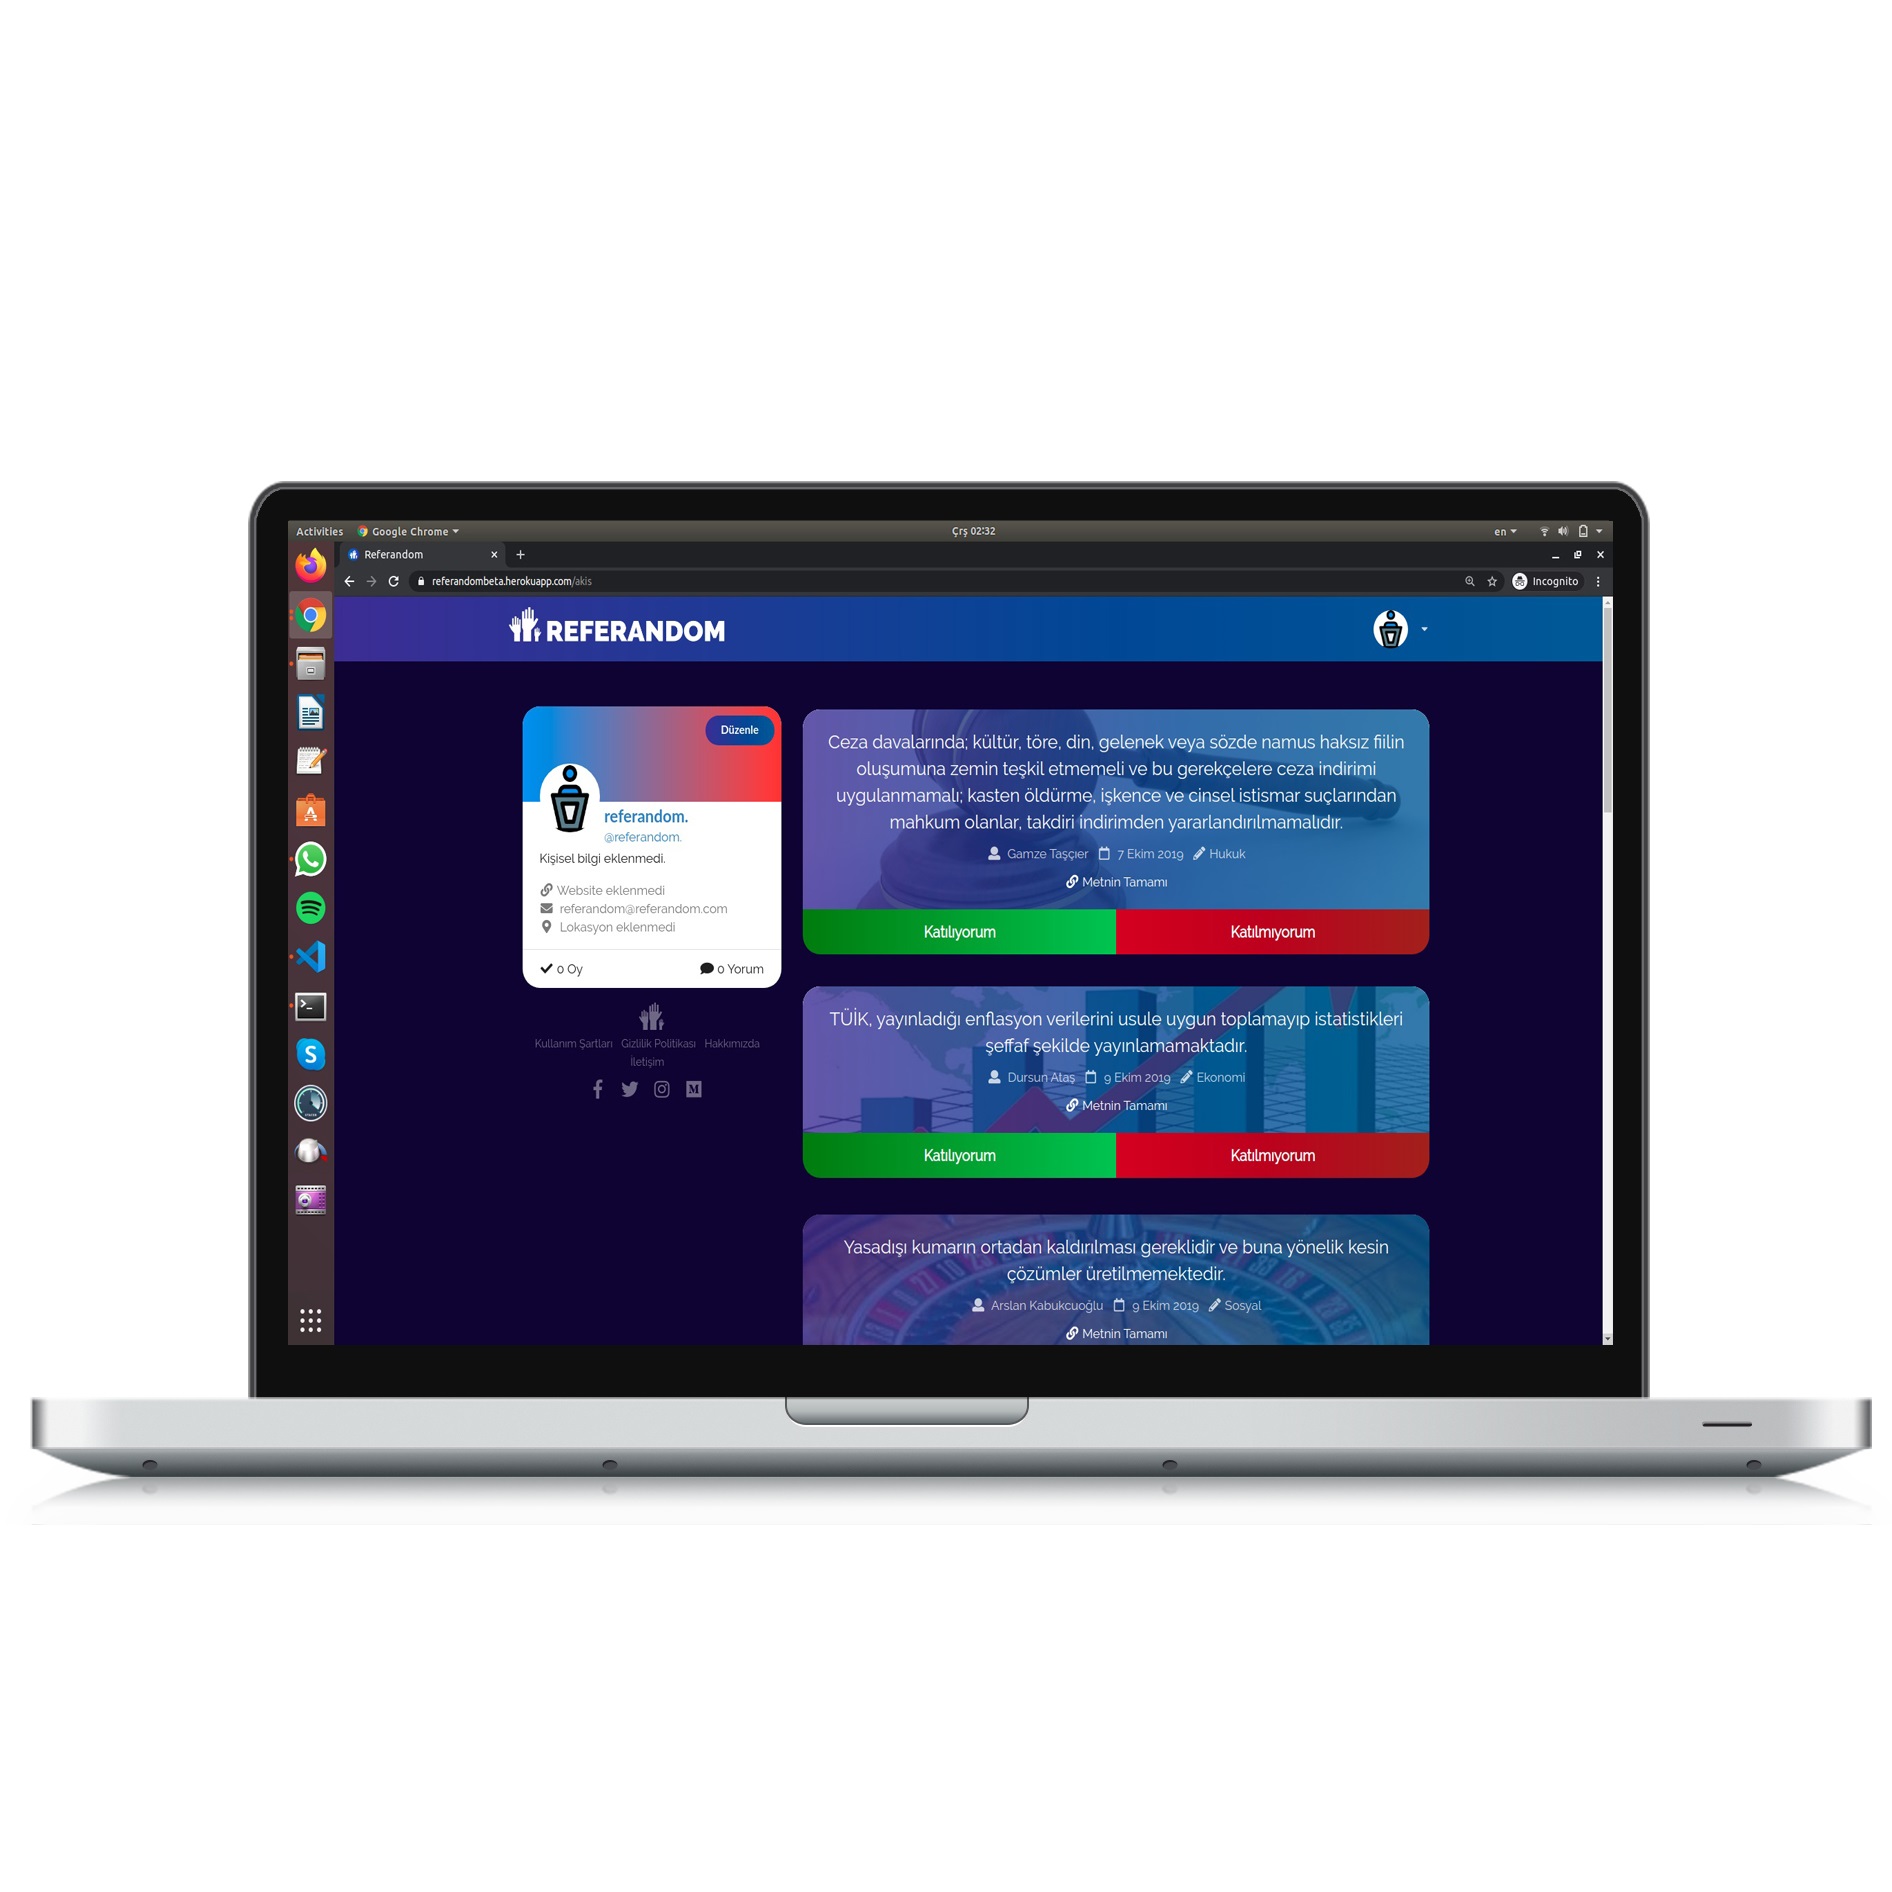 Activities Google Chrome Çrş 02:32 en
Referandom
referandombeta.herokuapp.com/akis Incognito
REFERANDOM
Düzenle
referandom.
@referandom.
Kişisel bilgi eklenmedi.
Website eklenmedi
referandom@referandom.com
Lokasyon eklenmedi
0 Oy 0 Yorum
Kullanım Şartları Gizlilik Politikası Hakkımızda
İletişim
Ceza davalarında; kültür, töre, din, gelenek veya sözde namus haksız fiilin
oluşumuna zemin teşkil etmemeli ve bu gerekçelere ceza indirimi
uygulanmamalı; kasten öldürme, işkence ve cinsel istismar suçlarından
mahkum olanlar, takdiri indirimden yararlandırılmamalıdır.
Gamze Taşçıer 7 Ekim 2019 Hukuk
Metnin Tamamı
Katılıyorum Katılmıyorum
TÜİK, yayınladığı enflasyon verilerini usule uygun toplamayıp istatistikleri
şeffaf şekilde yayınlamamaktadır.
Dursun Ataş 9 Ekim 2019 Ekonomi
Metnin Tamamı
Katılıyorum Katılmıyorum
Yasadışı kumarın ortadan kaldırılması gereklidir ve buna yönelik kesin
çözümler üretilmemektedir.
Arslan Kabukcuoğlu 9 Ekim 2019 Sosyal
Metnin Tamamı